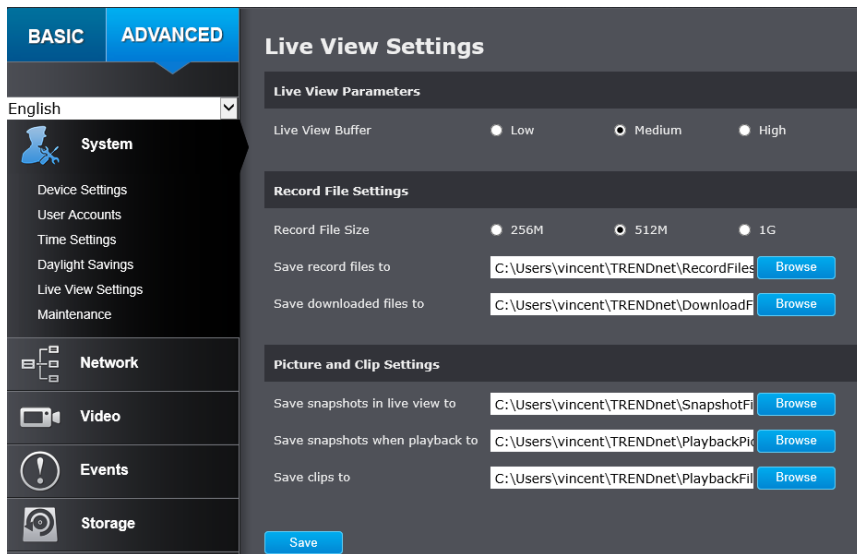 BASIC ADVANCED
English
System
Device Settings
User Accounts
Time Settings
Daylight Savings
Live View Settings
Maintenance
Network
Video
Events
Storage
Live View Settings
Live View Parameters
Live View Buffer Low Medium High
Record File Settings
Record File Size 256M 512M 1G
Save record files to C:\Users\vincent\TRENDnet\RecordFiles Browse
Save downloaded files to C:\Users\vincent\TRENDnet\DownloadF Browse
Picture and Clip Settings
Save snapshots in live view to C:\Users\vincent\TRENDnet\SnapshotFi Browse
Save snapshots when playback to C:\Users\vincent\TRENDnet\PlaybackPic Browse
Save clips to C:\Users\vincent\TRENDnet\PlaybackFil Browse
Save